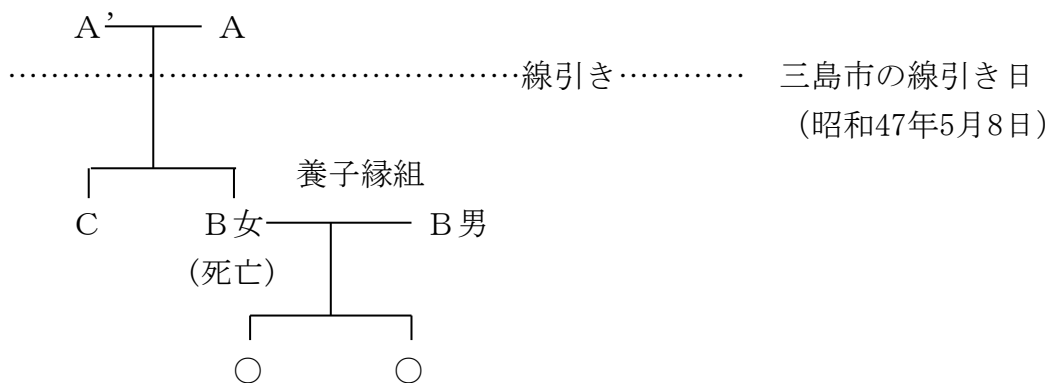 A’ A
………………………………………線引き………… 三島市の線引き日
（昭和47年5月8日）
養子縁組
C B女 B男
（死亡）
○ ○